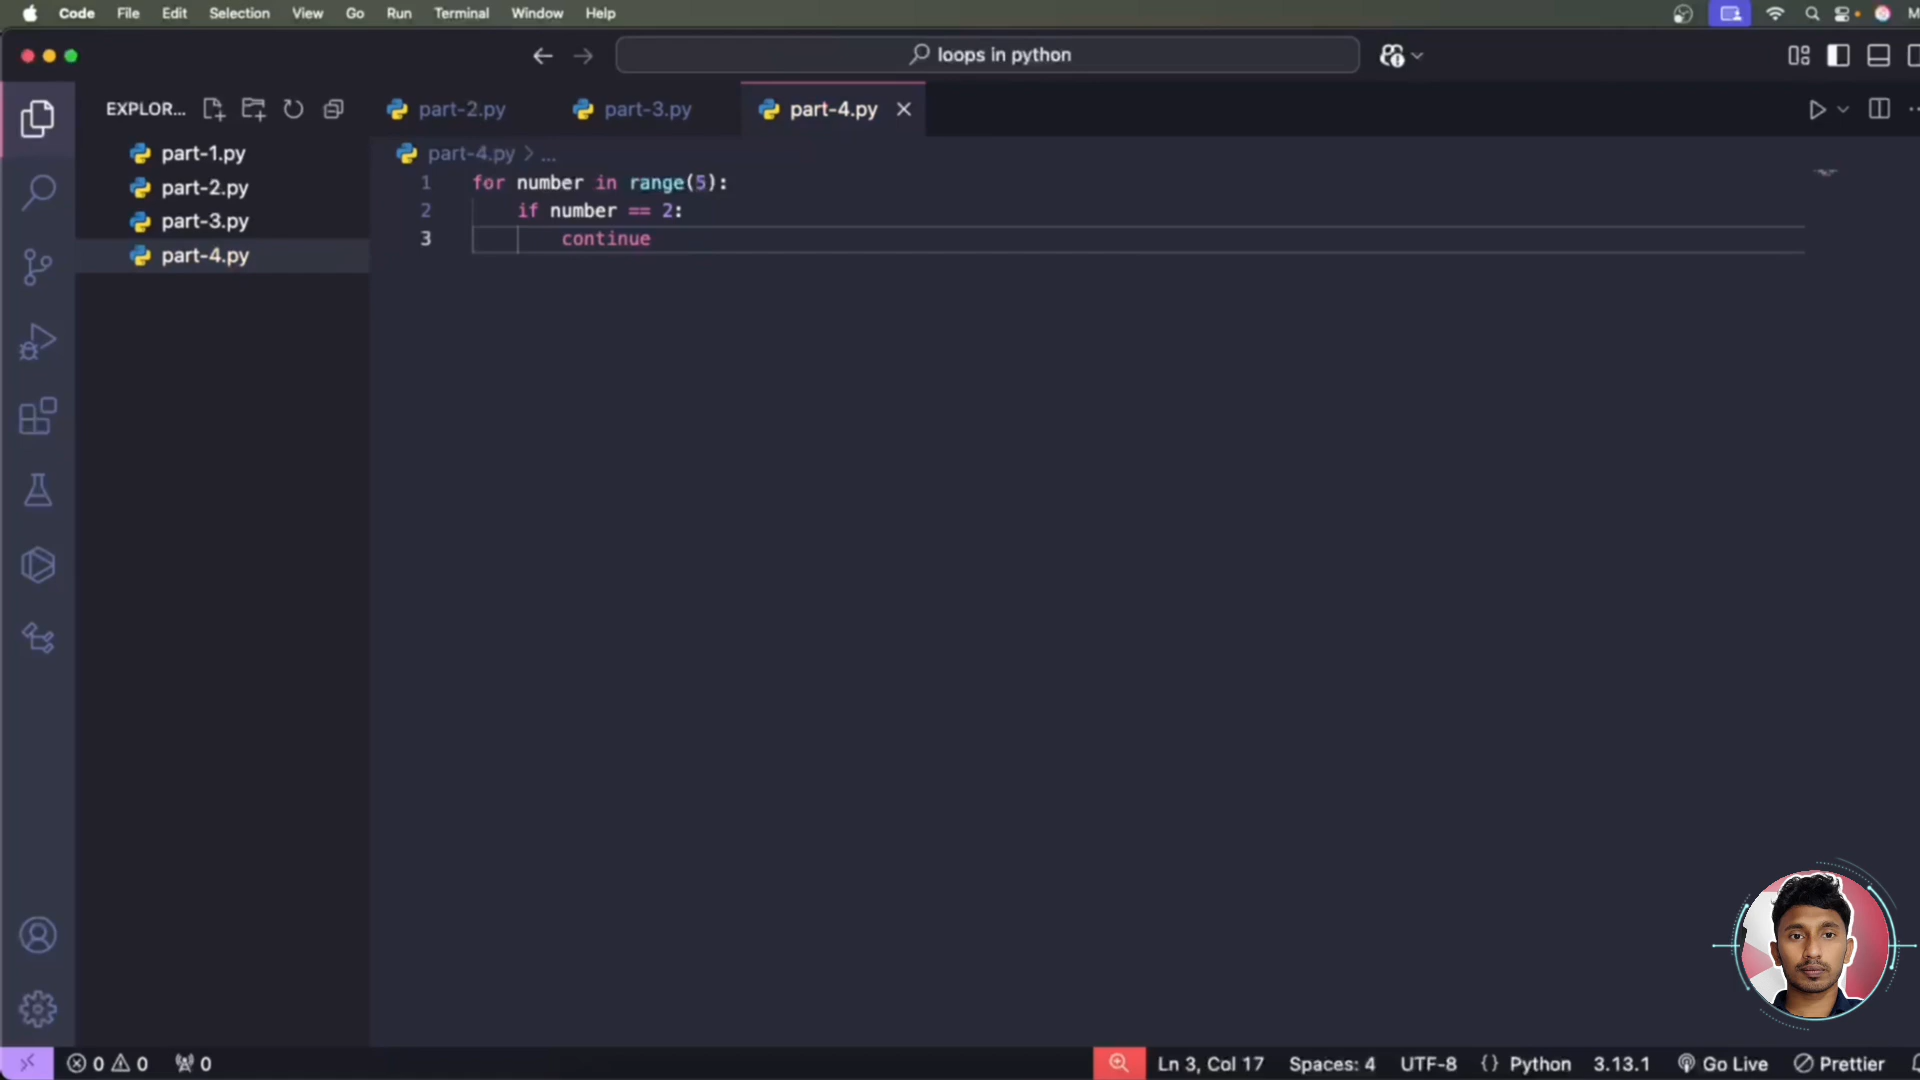 Code File Edit Selection View Go Run Terminal Window Help
loops in python
EXPLOR...
part-2.py
part-3.py
part-4.py
part-1.py
part-2.py
part-3.py
part-4.py
part-4.py > ...
1 for number in range(5):
2 if number == 2:
3 continue
0 0 0
Ln 3, Col 17 Spaces: 4 UTF-8 {} Python 3.13.1 Go Live Prettier